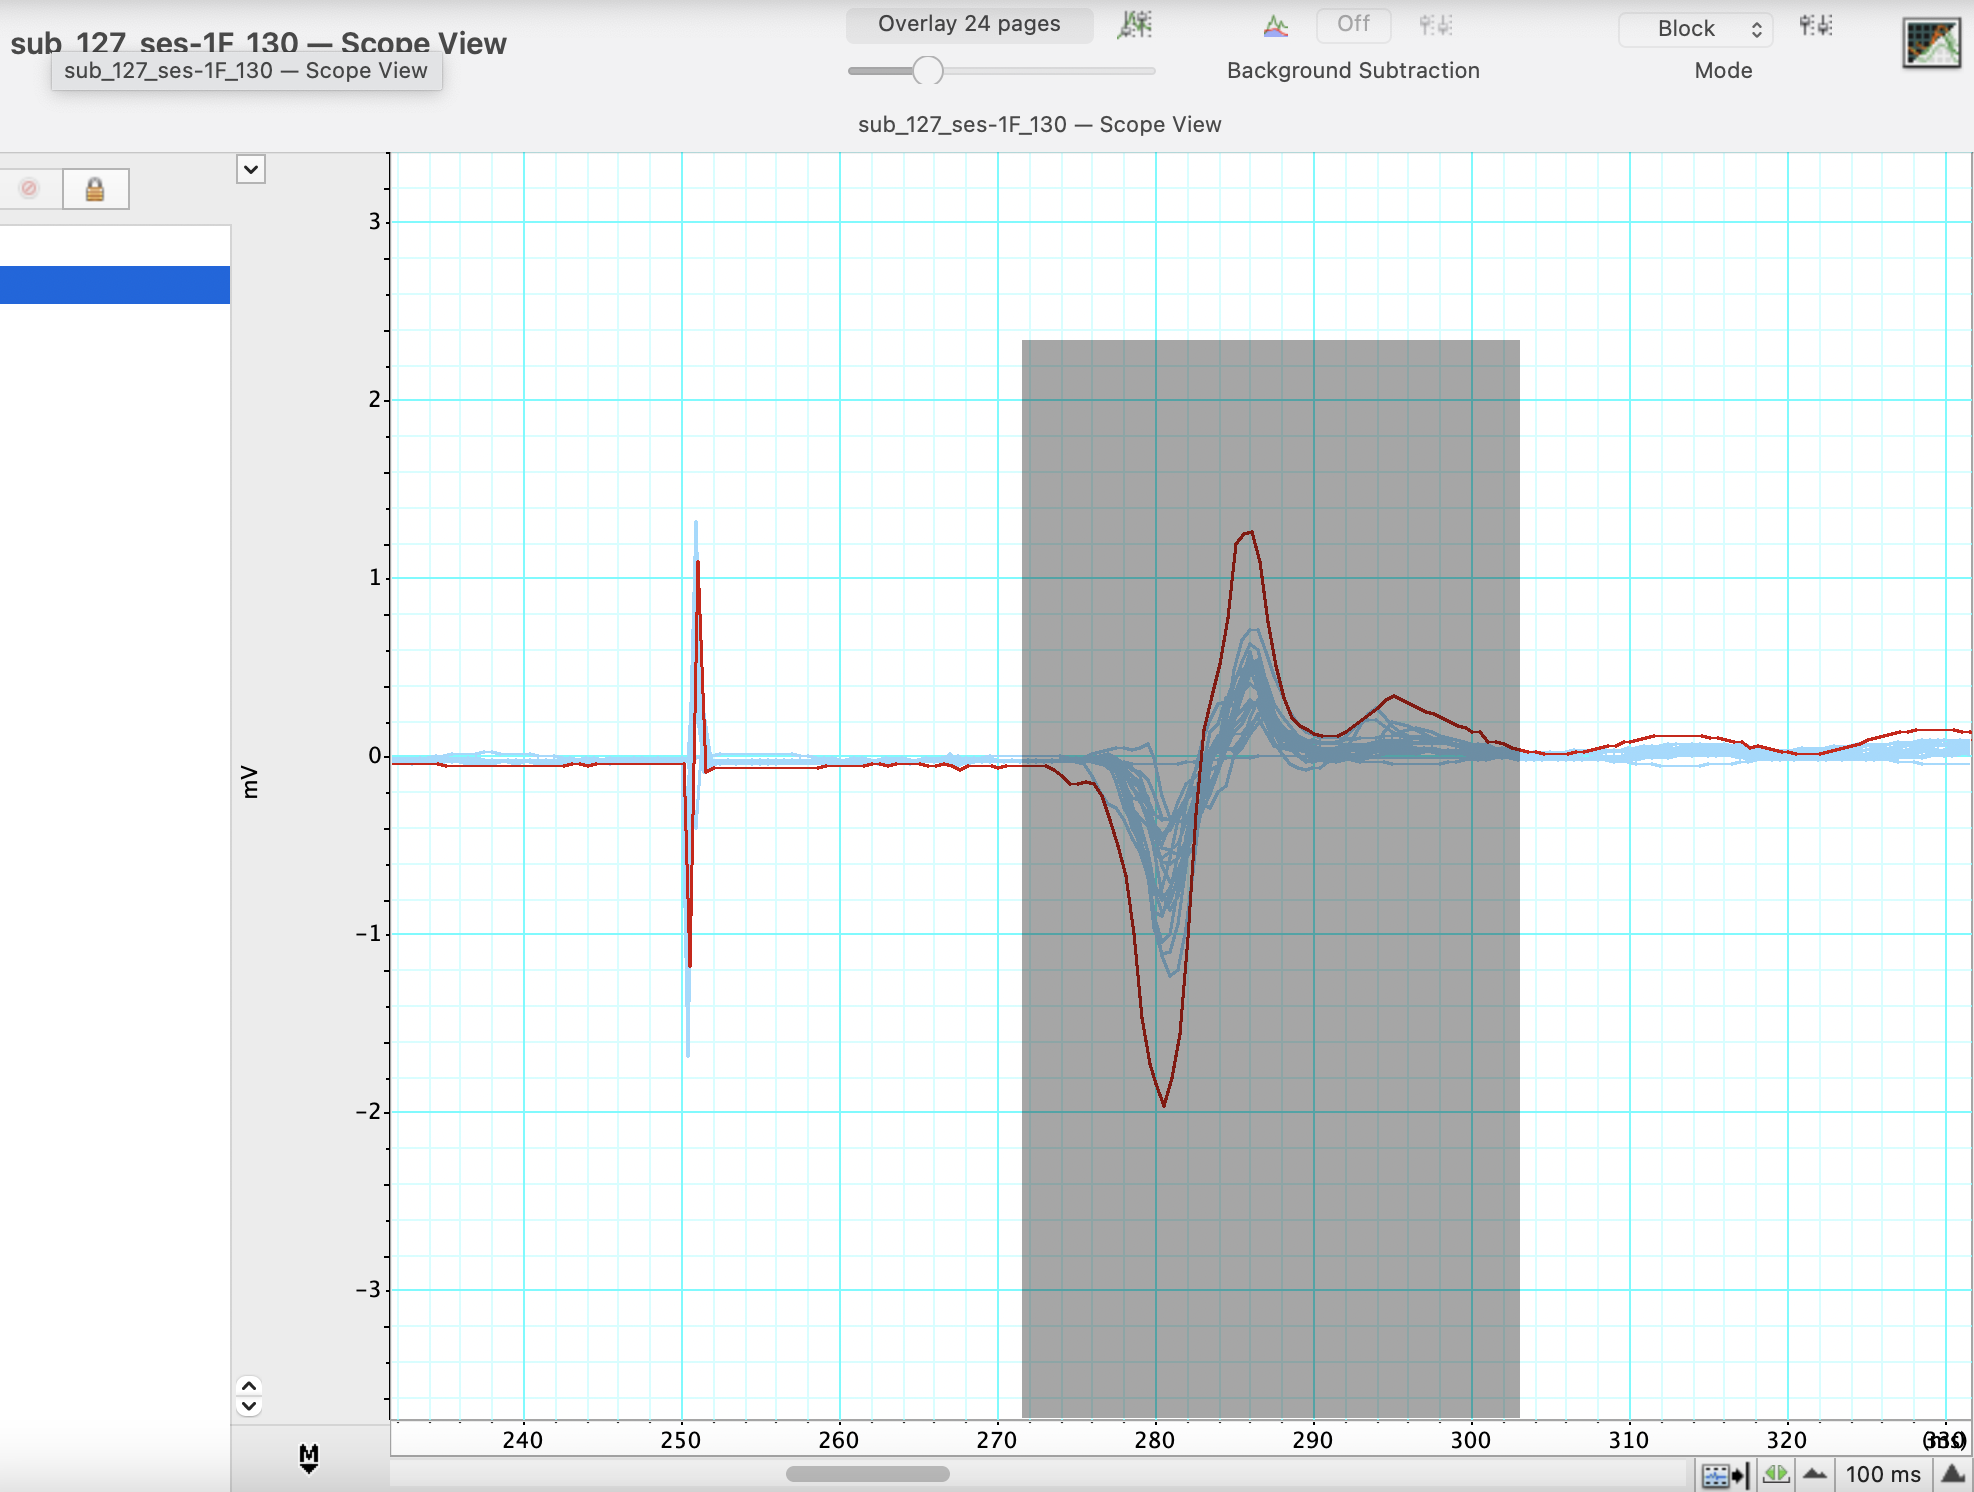 Overlay 24 pages
Off
Block
sub_127_ses-1F_130 — Scope View
sub_127_ses-1F_130 — Scope View
Background Subtraction
Mode
sub_127_ses-1F_130 — Scope View
3
2
1
0
mV
−1
−2
−3
240
250
260
270
280
290
300
310
320
330
(ms)
M
100 ms